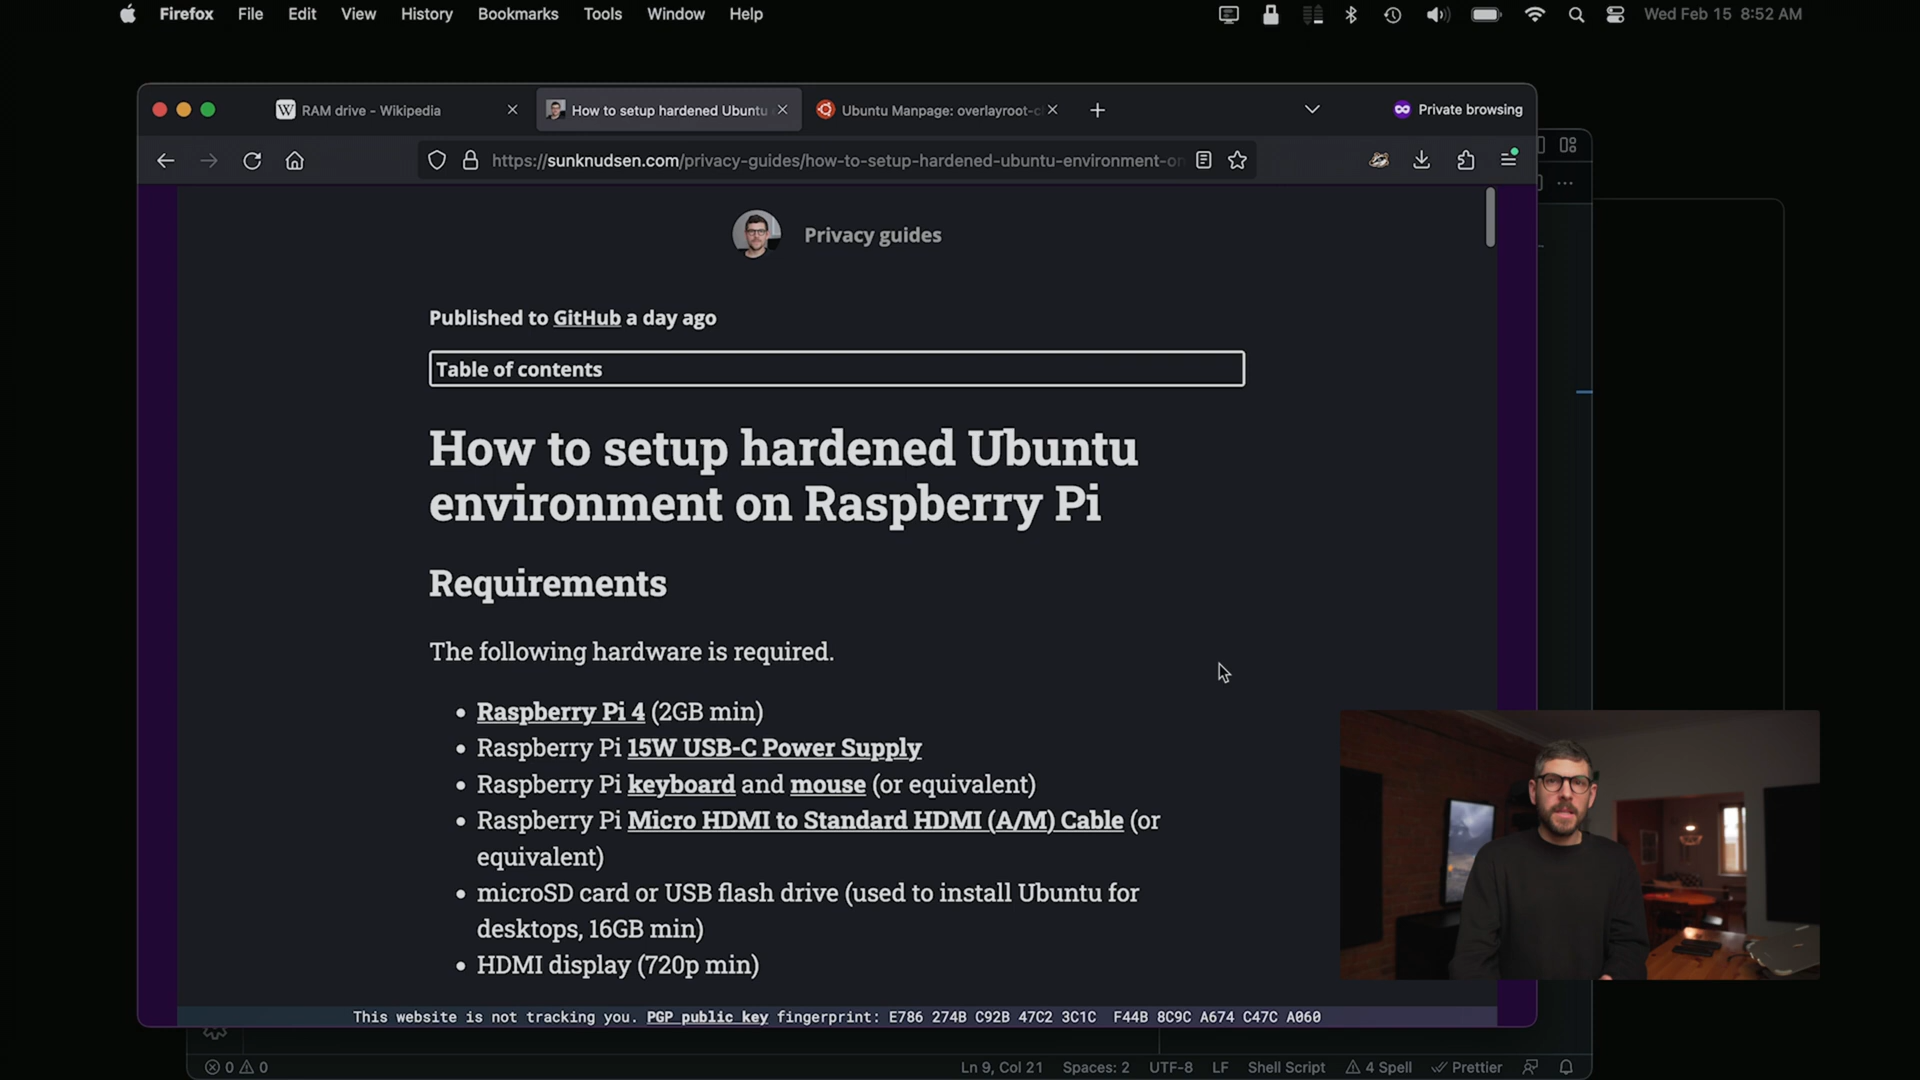 Firefox File Edit View History Bookmarks Tools Window Help Wed Feb 15 8:52 AM
RAM drive - Wikipedia How to setup hardened Ubuntu Ubuntu Manpage: overlayroot-c Private browsing
https://sunknudsen.com/privacy-guides/how-to-setup-hardened-ubuntu-environment-on
Privacy guides
Published to GitHub a day ago
Table of contents
How to setup hardened Ubuntu
environment on Raspberry Pi
Requirements
The following hardware is required.
• Raspberry Pi 4 (2GB min)
• Raspberry Pi 15W USB-C Power Supply
• Raspberry Pi keyboard and mouse (or equivalent)
• Raspberry Pi Micro HDMI to Standard HDMI (A/M) Cable (or
equivalent)
• microSD card or USB flash drive (used to install Ubuntu for
desktops, 16GB min)
• HDMI display (720p min)
This website is not tracking you. PGP public key fingerprint: E786 274B C92B 47C2 3C1C F44B 8C9C A674 C47C A060
0 0 Ln 9, Col 21 Spaces: 2 UTF-8 LF Shell Script 4 Spell Prettier